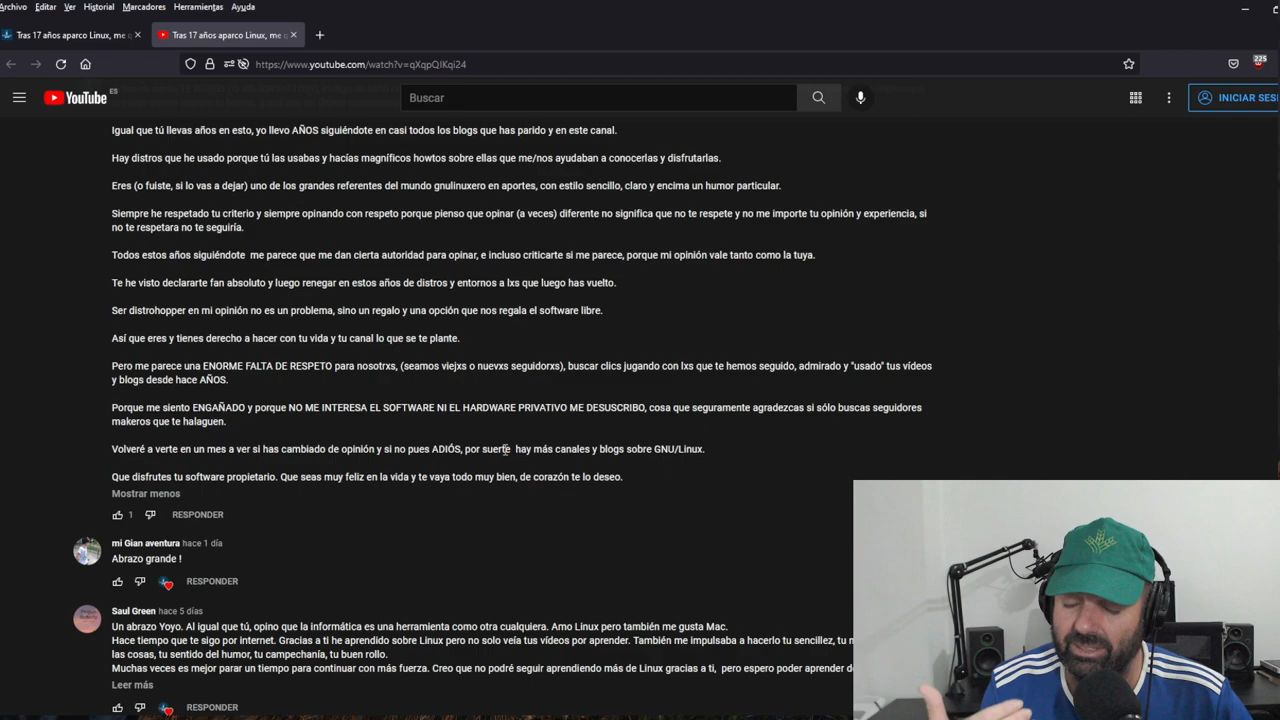 Archivo Editar Ver Historial Marcadores Herramientas Ayuda
Tras 17 años aparco Linux, me q
Tras 17 años aparco Linux, me q
https://www.youtube.com/watch?v=qXqpQIKqi24
225
YouTube ES
Buscar
INICIAR SES
Igual que tú llevas años en esto, yo llevo AÑOS siguiéndote en casi todos los blogs que has parido y en este canal.
Hay distros que he usado porque tú las usabas y hacías magníficos howtos sobre ellas que me/nos ayudaban a conocerlas y disfrutarlas.
Eres (o fuiste, si lo vas a dejar) uno de los grandes referentes del mundo gnulinuxero en aportes, con estilo sencillo, claro y encima un humor particular.
Siempre he respetado tu criterio y siempre opinando con respeto porque pienso que opinar (a veces) diferente no significa que no te respete y no me importe tu opinión y experiencia, si
no te respetara no te seguiría.
Todos estos años siguiéndote me parece que me dan cierta autoridad para opinar, e incluso criticarte si me parece, porque mi opinión vale tanto como la tuya.
Te he visto declararte fan absoluto y luego renegar en estos años de distros y entornos a lxs que luego has vuelto.
Ser distrohopper en mi opinión no es un problema, sino un regalo y una opción que nos regala el software libre.
Así que eres y tienes derecho a hacer con tu vida y tu canal lo que se te plante.
Pero me parece una ENORME FALTA DE RESPETO para nosotrxs, (seamos viejxs o nuevxs seguidorxs), buscar clics jugando con lxs que te hemos seguido, admirado y "usado" tus vídeos
y blogs desde hace AÑOS.
Porque me siento ENGAÑADO y porque NO ME INTERESA EL SOFTWARE NI EL HARDWARE PRIVATIVO ME DESUSCRIBO, cosa que seguramente agradezcas si sólo buscas seguidores
makeros que te halaguen.
Volveré a verte en un mes a ver si has cambiado de opinión y si no pues ADIÓS, por suerte hay más canales y blogs sobre GNU/Linux.
Que disfrutes tu software propietario. Que seas muy feliz en la vida y te vaya todo muy bien, de corazón te lo deseo.
Mostrar menos
1 RESPONDER
mi Gian aventura hace 1 día
Abrazo grande !
RESPONDER
Saul Green hace 5 días
Un abrazo Yoyo. Al igual que tú, opino que la informática es una herramienta como otra cualquiera. Amo Linux pero también me gusta Mac.
Hace tiempo que te sigo por internet. Gracias a ti he aprendido sobre Linux pero no solo veía tus vídeos por aprender. También me impulsaba a hacerlo tu sencillez, tu
las cosas, tu sentido del humor, tu campechanía, tu buen rollo.
Muchas veces es mejor parar un tiempo para continuar con más fuerza. Creo que no podré seguir aprendiendo más de Linux gracias a ti, pero espero poder aprender de
Leer más
RESPONDER